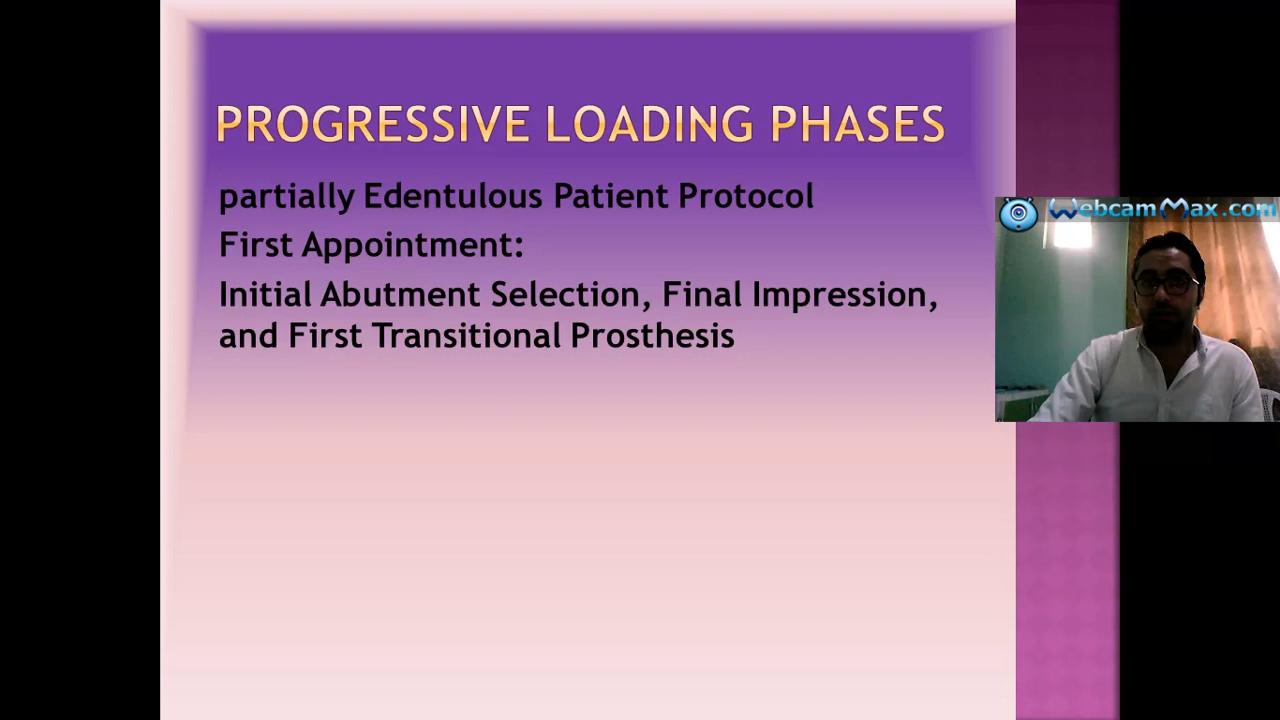 PROGRESSIVE LOADING PHASES
partially Edentulous Patient Protocol
First Appointment:
Initial Abutment Selection, Final Impression,
and First Transitional Prosthesis
WebcamMax.com